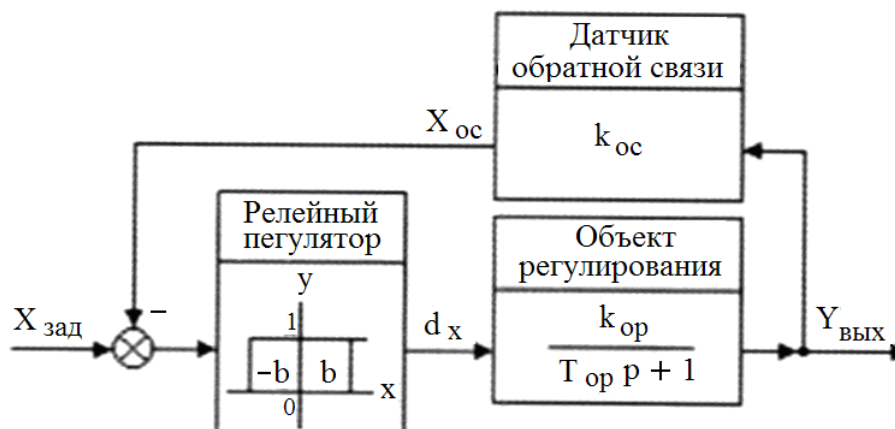 Датчик
обратной связи
X ос
k ос
Релейный
пегулятор
Объект
регулирования
y
X зад
–
1
d x
k ор
Y вых
–b b
x
T ор p + 1
0